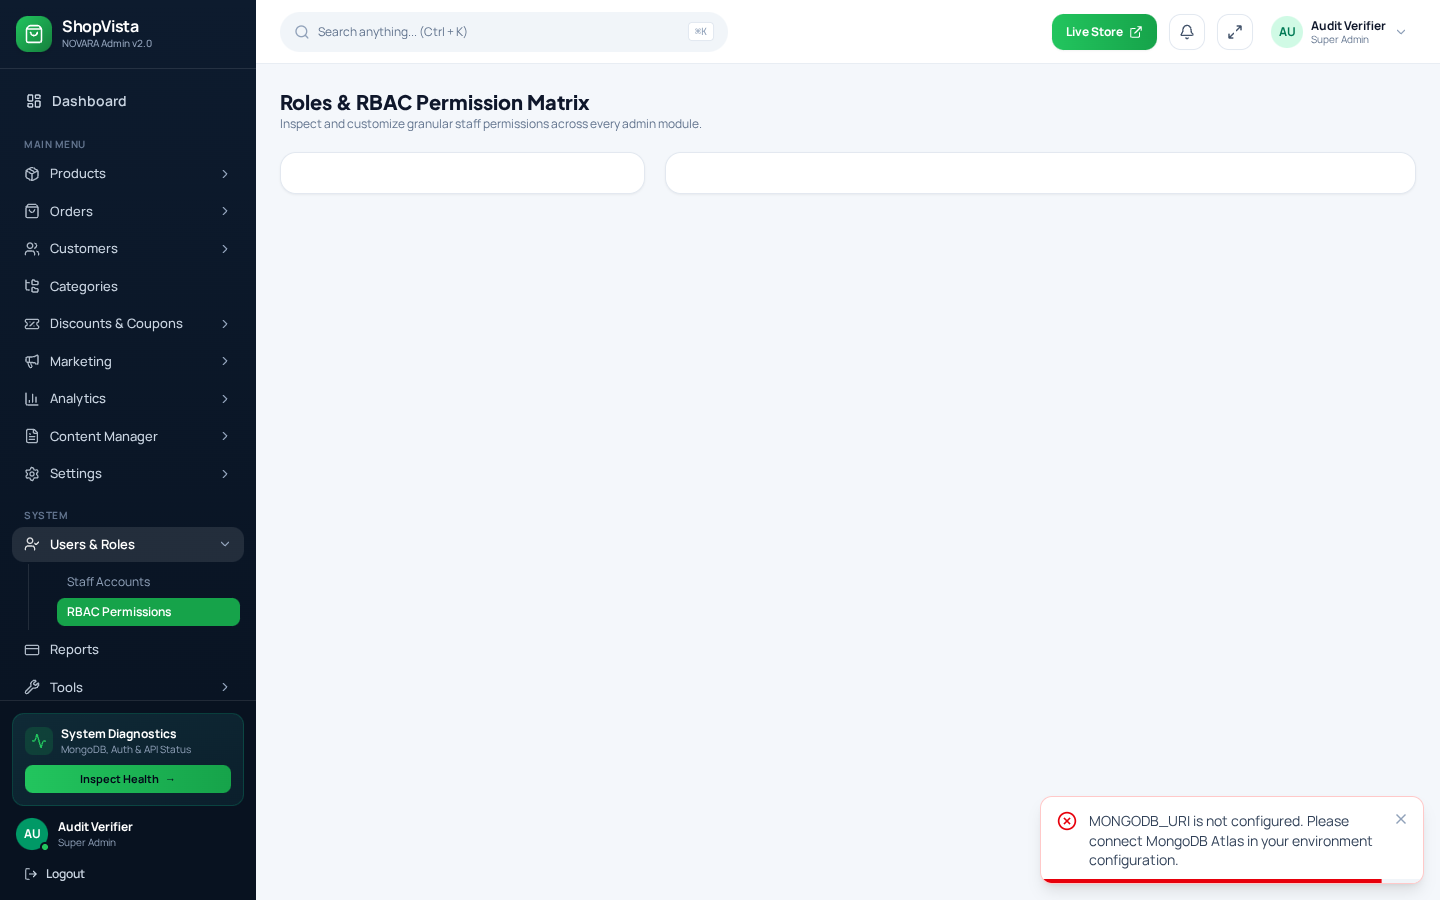 ShopVista
NOVARA Admin v2.0
Dashboard
MAIN MENU
Products
Orders
Customers
Categories
Discounts & Coupons
Marketing
Analytics
Content Manager
Settings
SYSTEM
Users & Roles
Staff Accounts
RBAC Permissions
Reports
Tools
System Diagnostics
MongoDB, Auth & API Status
Inspect Health →
AU
Audit Verifier
Super Admin
Logout
Search anything... (Ctrl + K)
⌘K
Live Store
AU
Audit Verifier
Super Admin
Roles & RBAC Permission Matrix
Inspect and customize granular staff permissions across every admin module.
MONGODB_URI is not configured. Please
connect MongoDB Atlas in your environment
configuration.